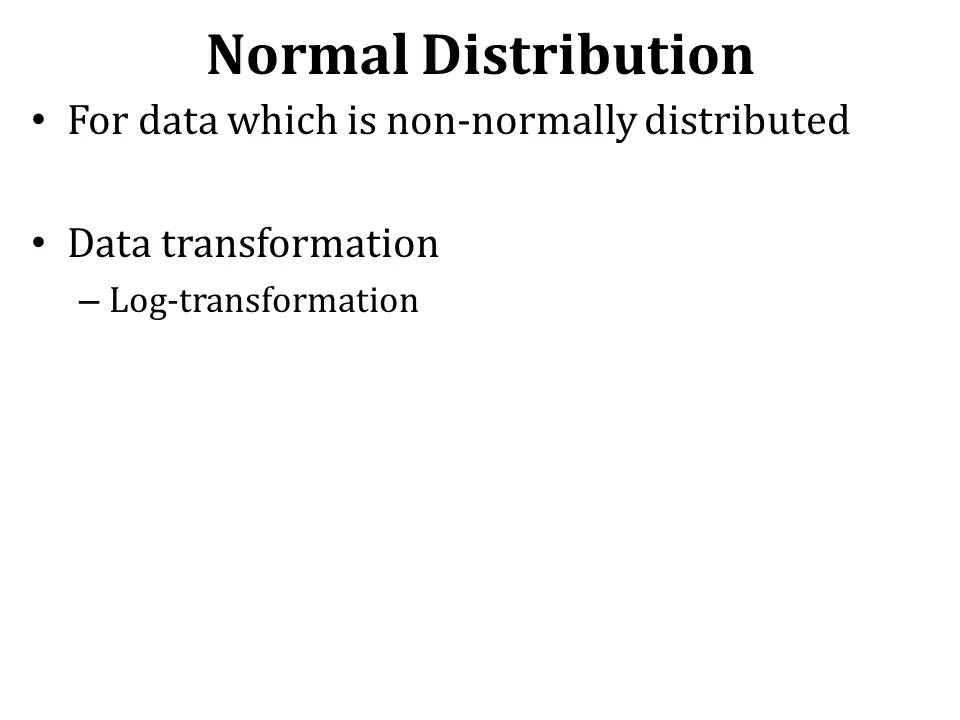 Normal Distribution
• For data which is non-normally distributed
• Data transformation
– Log-transformation